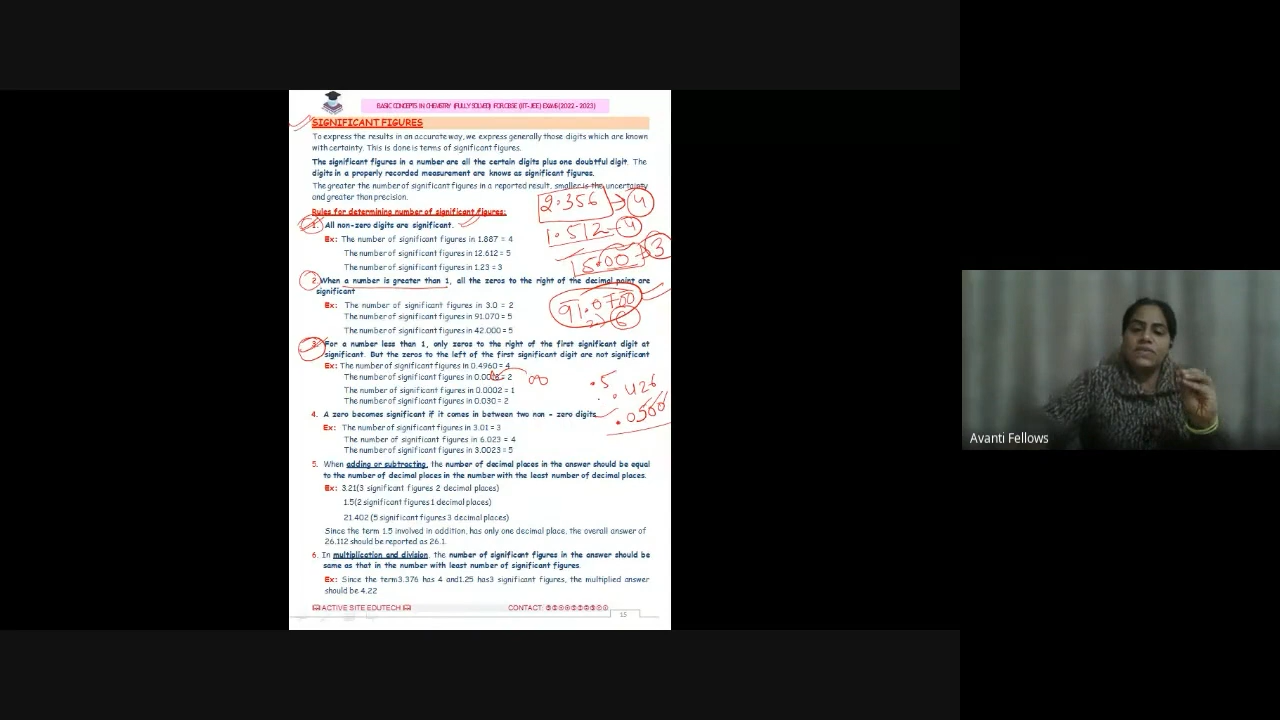 BASIC CONCEPTS IN CHEMISTRY (FULLY SOLVED) FOR CBSE (IIT-JEE) EXAMS (2022 - 2023)
SIGNIFICANT FIGURES
To express the results in an accurate way, we express generally those digits which are known
with certainty. This is done is terms of significant figures.
The significant figures in a number are all the certain digits plus one doubtful digit. The
digits in a properly recorded measurement are knows as significant figures.
The greater the number of significant figures in a reported result, smaller is the uncertainty
and greater than precision.
2.356 → 4
Rules for determining number of significant figures:
1. All non-zero digits are significant.
1.512 - 4
Ex: The number of significant figures in 1.887 = 4
The number of significant figures in 12.612 = 5
3
The number of significant figures in 1.23 = 3
2. When a number is greater than 1, all the zeros to the right of the decimal point are
significant
Ex: The number of significant figures in 3.0 = 2
91.0700
The number of significant figures in 91.070 = 5
6
The number of significant figures in 42.000 = 5
3. For a number less than 1, only zeros to the right of the first significant digit at
significant. But the zeros to the left of the first significant digit are not significant
Ex: The number of significant figures in 0.4960 = 4
The number of significant figures in = 2
.5
The number of significant figures in 0.0002 = 1
.426
The number of significant figures in 0.030 = 2
.0500
4. A zero becomes significant if it comes in between two non - zero digits
Ex: The number of significant figures in 3.01 = 3
The number of significant figures in 6.023 = 4
The number of significant figures in 3.0023 = 5
5. When adding or subtracting, the number of decimal places in the answer should be equal
to the number of decimal places in the number with the least number of decimal places.
Ex: 3.21(3 significant figures 2 decimal places)
1.5(2 significant figures 1 decimal places)
21.402 (5 significant figures 3 decimal places)
Since the term 1.5 involved in addition, has only one decimal place, the overall answer of
26.112 should be reported as 26.1
6. In multiplication and division, the number of significant figures in the answer should be
same as that in the number with least number of significant figures.
Ex: Since the term3.376 has 4 and1.25 has3 significant figures, the multiplied answer
should be 4.22
ACTIVE SITE EDUTECH
CONTACT:
15
Avanti Fellows